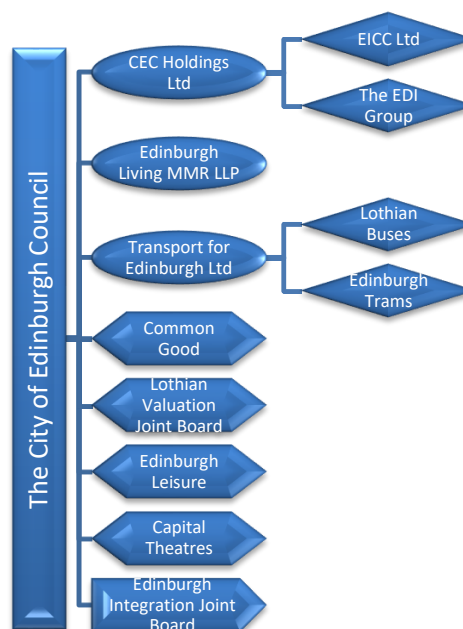 The City of Edinburgh Council
CEC Holdings
Ltd
EICC Ltd
The EDI
Group
Edinburgh
Living MMR LLP
Transport for
Edinburgh Ltd
Lothian
Buses
Edinburgh
Trams
Common
Good
Lothian
Valuation
Joint Board
Edinburgh
Leisure
Capital
Theatres
Edinburgh
Integration Joint
Board